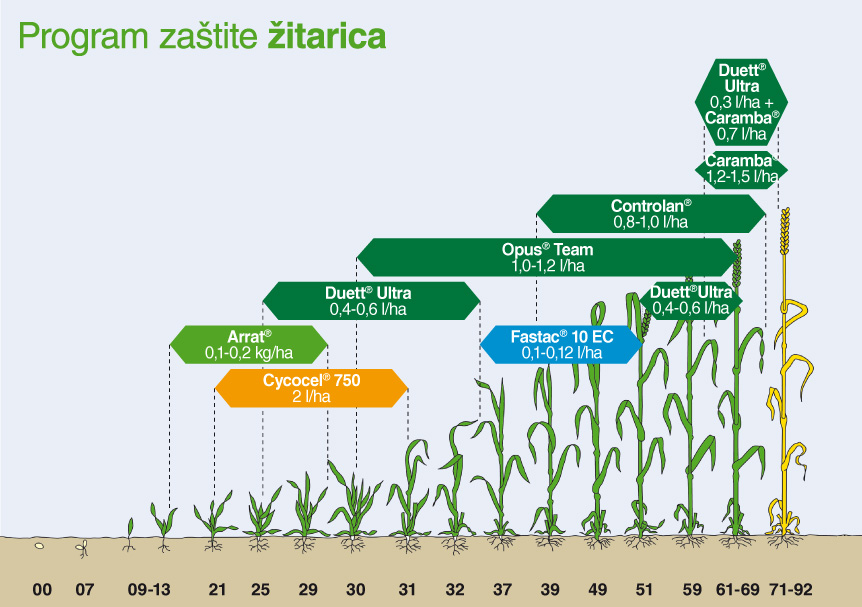 Program zaštite žitarica
Duett®
Ultra
0,3 l/ha +
Caramba®
0,7 l/ha
Caramba®
1,2-1,5 l/ha
Controlan®
0,8-1,0 l/ha
Opus® Team
1,0-1,2 l/ha
Duett® Ultra
0,4-0,6 l/ha
Duett® Ultra
0,4-0,6 l/ha
Arrat®
0,1-0,2 kg/ha
Fastac® 10 EC
0,1-0,12 l/ha
Cycocel® 750
2 l/ha
00 07 09-13 21 25 29 30 31 32 37 39 49 51 59 61-69 71-92